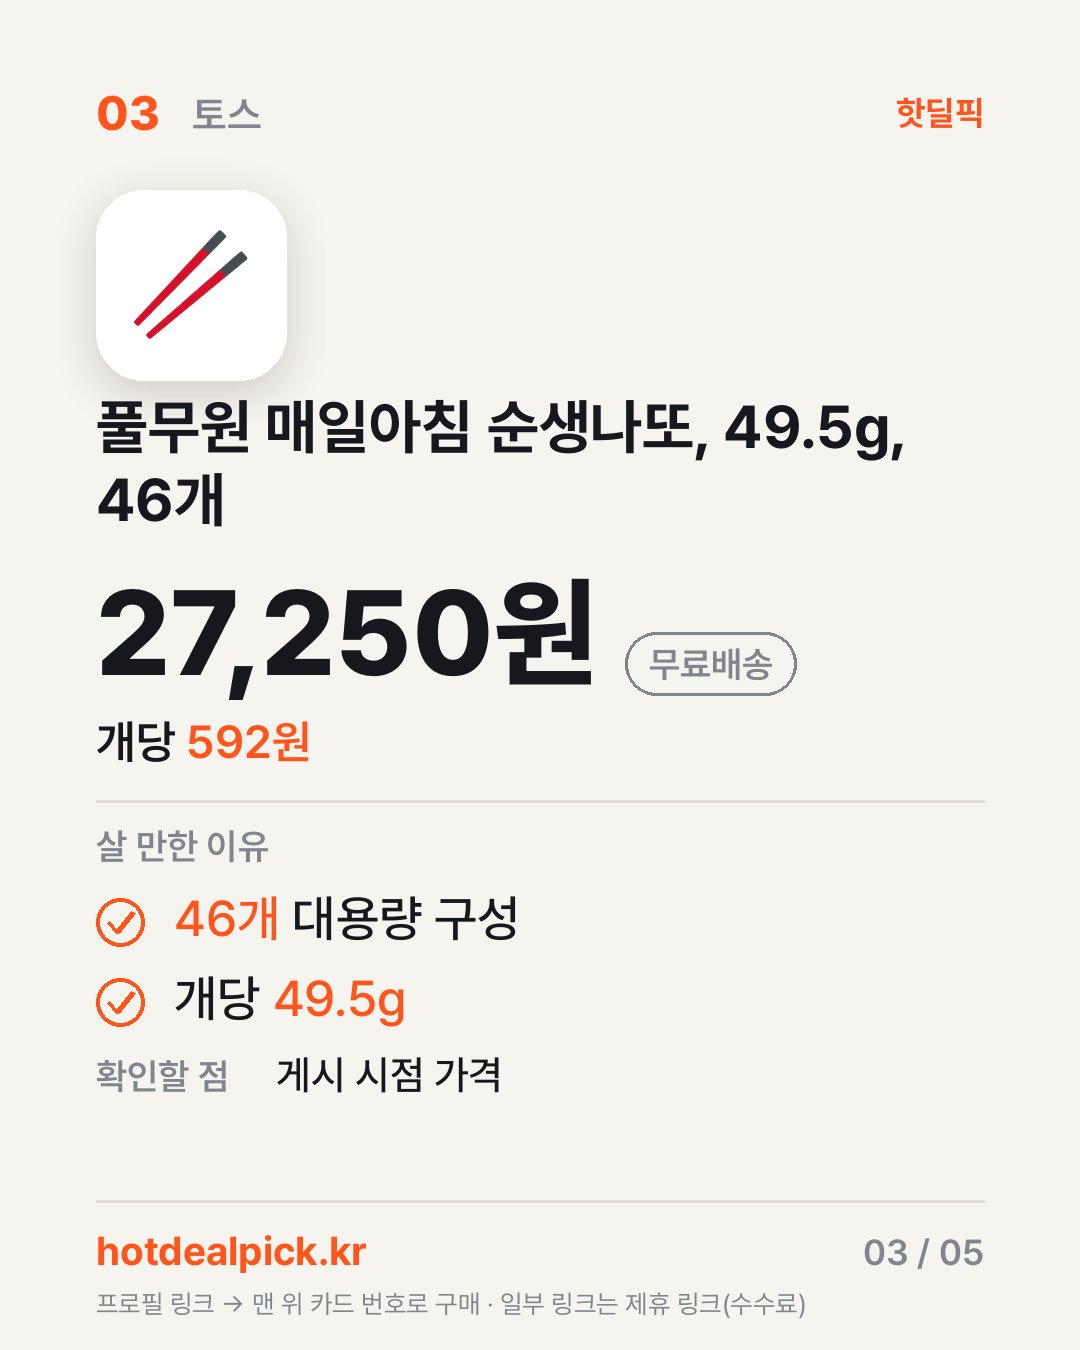 03 토스
핫딜픽
풀무원 매일아침 순생나또, 49.5g,
46개
27,250원 무료배송
개당 592원
살 만한 이유
46개 대용량 구성
개당 49.5g
확인할 점 게시 시점 가격
hotdealpick.kr
03 / 05
프로필 링크 → 맨 위 카드 번호로 구매 · 일부 링크는 제휴 링크(수수료)